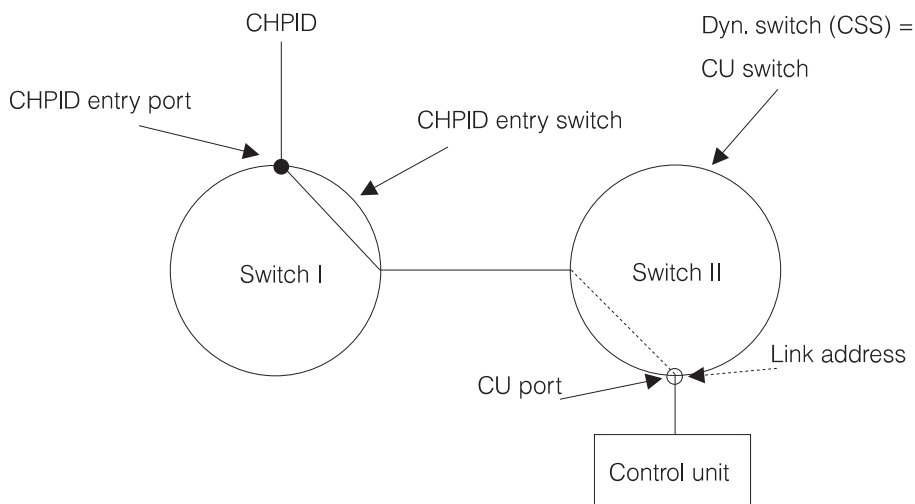 CHPID
Dyn. switch (CSS) =
CU switch
CHPID entry port
CHPID entry switch
Switch I
Switch II
Link address
CU port
Control unit